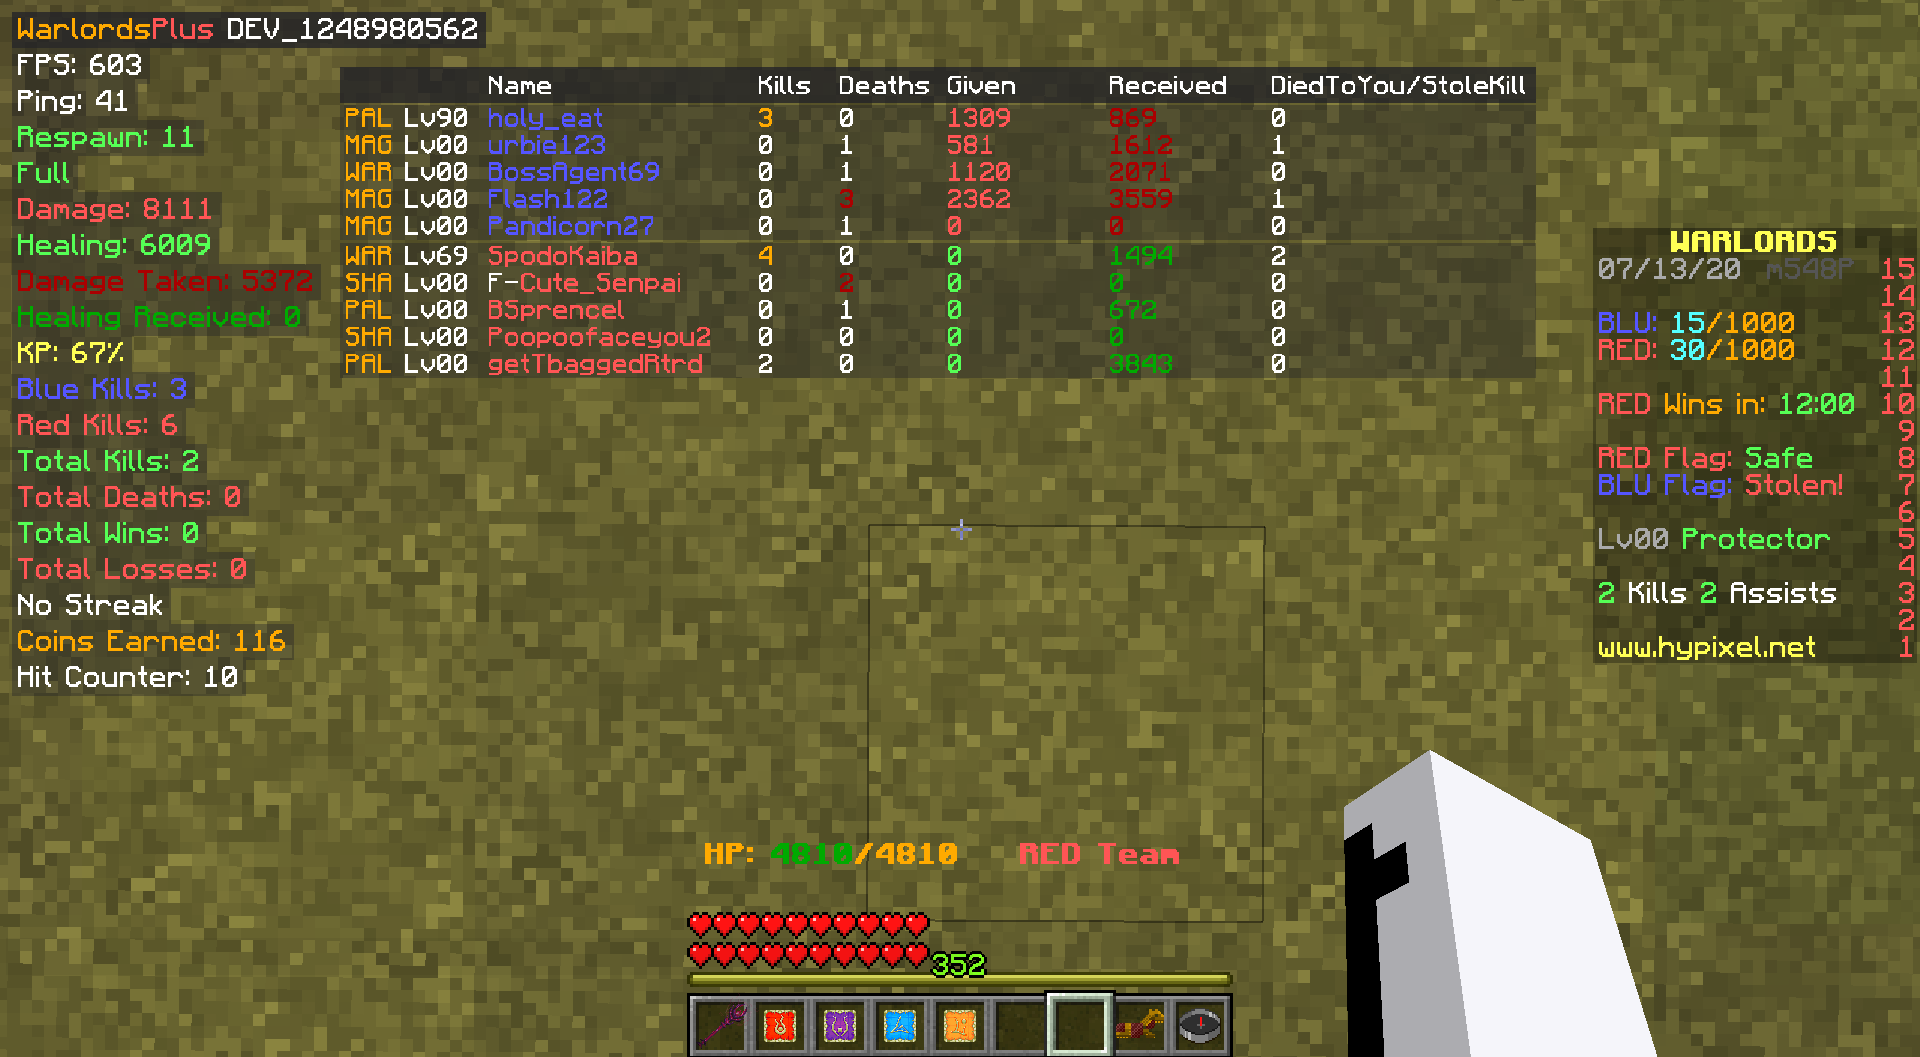 WarlordsPlus DEV_1248980562
FPS: 603
Ping: 41
Respawn: 11
Full
Damage: 8111
Healing: 6009
Damage Taken: 5372
Healing Received: 0
KP: 67%
Blue Kills: 3
Red Kills: 6
Total Kills: 2
Total Deaths: 0
Total Wins: 0
Total Losses: 0
No Streak
Coins Earned: 116
Hit Counter: 10
Name Kills Deaths Given Received DiedToYou/StoleKill
PAL Lv90 holy_eat 3 0 1309 869 0
MAG Lv00 urbie123 0 1 581 1612 1
WAR Lv00 BossAgent69 0 1 1120 2071 0
MAG Lv00 Flash122 0 3 2362 3559 1
MAG Lv00 Pandicorn27 0 1 0 0 0
WAR Lv69 SpodoKaiba 4 0 0 1494 2
SHA Lv00 F-Cute_Senpai 0 2 0 0 0
PAL Lv00 BSprencel 0 1 0 672 0
SHA Lv00 Poopoofaceyou2 0 0 0 0 0
PAL Lv00 getTbaggedRtrd 2 0 0 3843 0
WARLORDS
07/13/20 m548P 15
14
BLU: 15/1000 13
RED: 30/1000 12
11
RED Wins in: 12:00 10
9
RED Flag: Safe 8
BLU Flag: Stolen! 7
6
Lv00 Protector 5
4
2 Kills 2 Assists 3
2
www.hypixel.net 1
HP: 4810/4810 RED Team
352